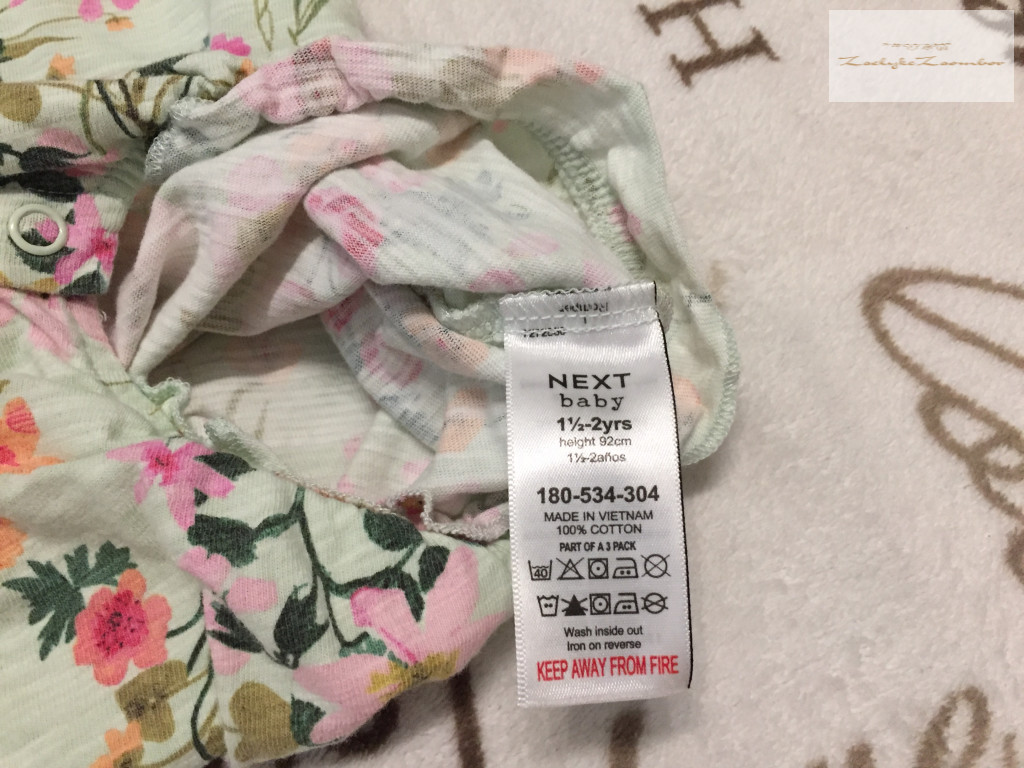 H
NEXT
baby
1½-2yrs
height 92cm
1½-2años
180-534-304
MADE IN VIETNAM
100% COTTON
PART OF A 3 PACK
40
Wash inside out
Iron on reverse
KEEP AWAY FROM FIRE